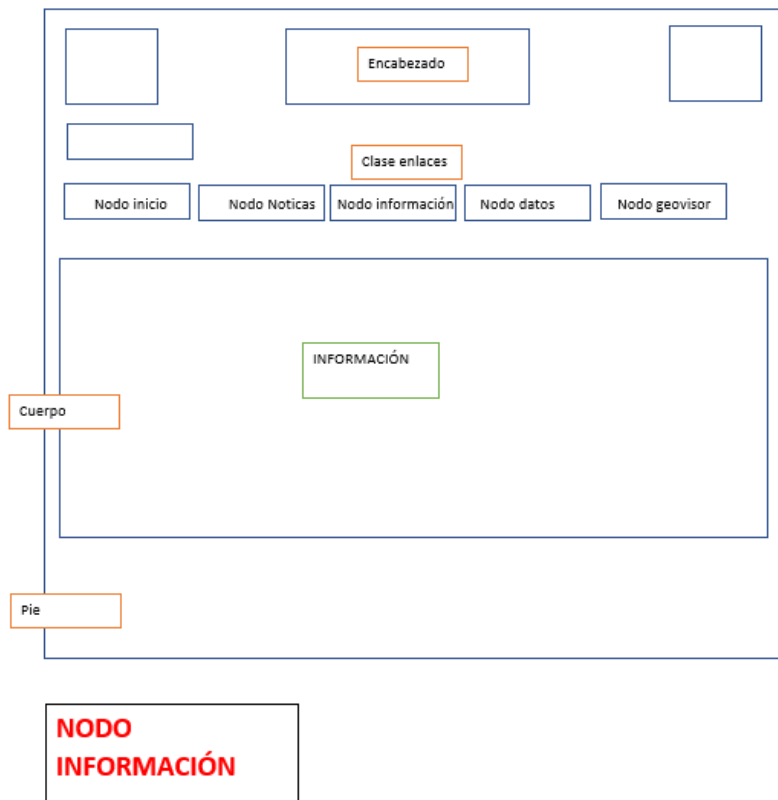 Encabezado
Clase enlaces
Nodo inicio
Nodo Noticas
Nodo información
Nodo datos
Nodo geovisor
INFORMACIÓN
Cuerpo
Pie
NODO
INFORMACIÓN